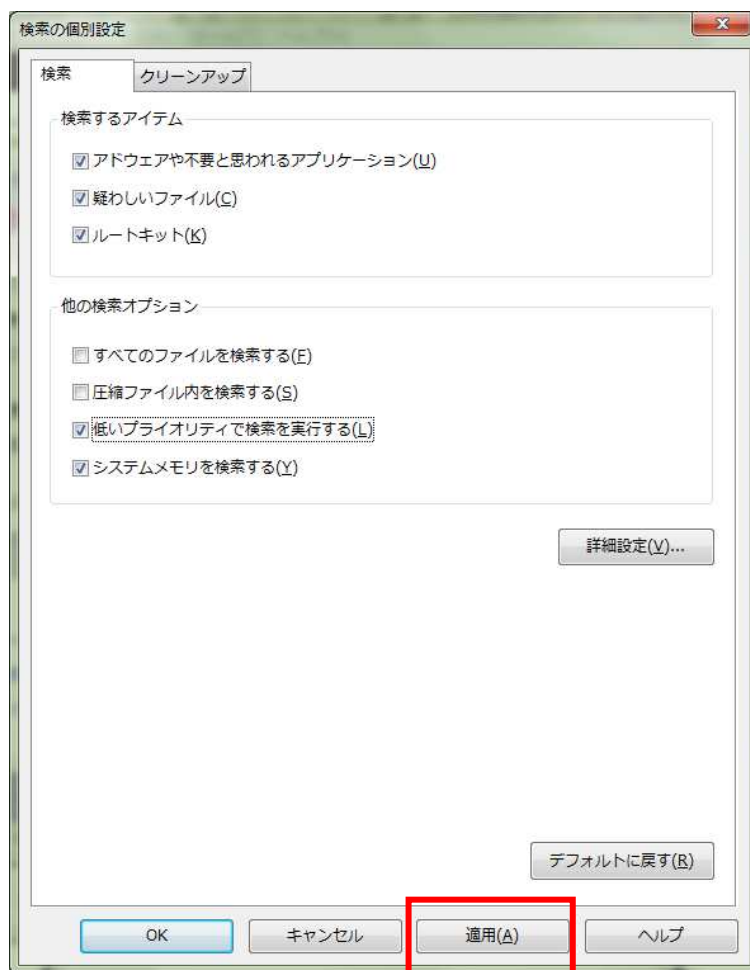 検索の個別設定
検索
クリーンアップ
検索するアイテム
アドウェアや不要と思われるアプリケーション(U)
疑わしいファイル(C)
ルートキット(K)
他の検索オプション
すべてのファイルを検索する(F)
圧縮ファイル内を検索する(S)
低いプライオリティで検索を実行する(L)
システムメモリを検索する(Y)
詳細設定(V)...
デフォルトに戻す(R)
OK
キャンセル
適用(A)
ヘルプ